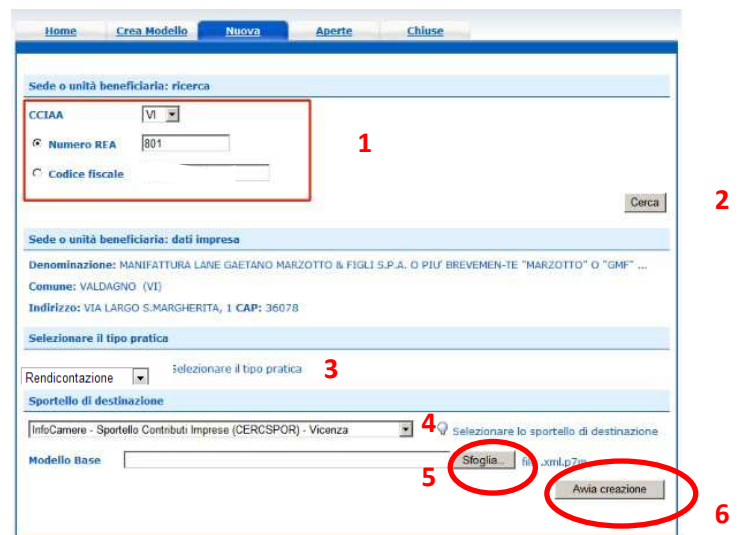 Home Crea Modello Nuova Aperte Chiuse
Sede o unità beneficiaria: ricerca
CCIAA VI
Numero REA 801 1
Codice fiscale
Cerca 2
Sede o unità beneficiaria: dati impresa
Denominazione: MANIFATTURA LANE GAETANO MARZOTTO & FIGLI S.P.A. O PIU' BREVEMEN-TE "MARZOTTO" O "GMF" ...
Comune: VALDAGNO (VI)
Indirizzo: VIA LARGO S.MARGHERITA, 1 CAP: 36078
Selezionare il tipo pratica
Rendicontazione Selezionare il tipo pratica 3
Sportello di destinazione
InfoCamere - Sportello Contributi Imprese (CERCSPOR) - Vicenza 4 Selezionare lo sportello di destinazione
Modello Base Sfoglia... .xml.p7m
5
Avvia creazione
6